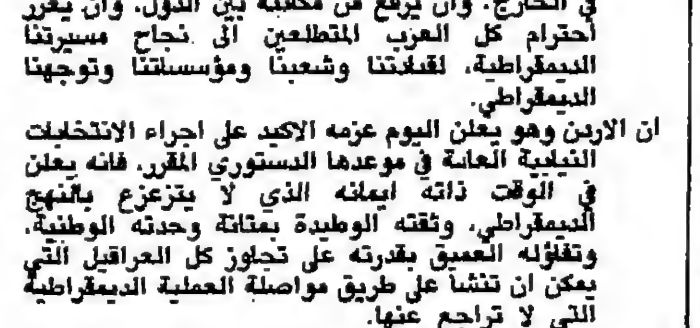 في الخارج، وان يرفع من مكانته بين الدول، وان يعزز
احترام كل العرب المتطلعين الى نجاح مسيرتنا
الديمقراطية، لقيادتنا وشعبنا ومؤسساتنا وتوجهنا
الديمقراطي.
ان الاردن وهو يعلن اليوم عزمه الاكيد على اجراء الانتخابات
النيابية العامة في موعدها الدستوري المقرر، فانه يعلن
في الوقت ذاته ايمانه الذي لا يتزعزع بالنهج
الديمقراطي، وثقته الوطيدة بمتانة وحدته الوطنية،
وتفاؤله العميق بقدرته على تجاوز كل العراقيل التي
يمكن ان تنشأ على طريق مواصلة العملية الديمقراطية
التي لا تراجع عنها.